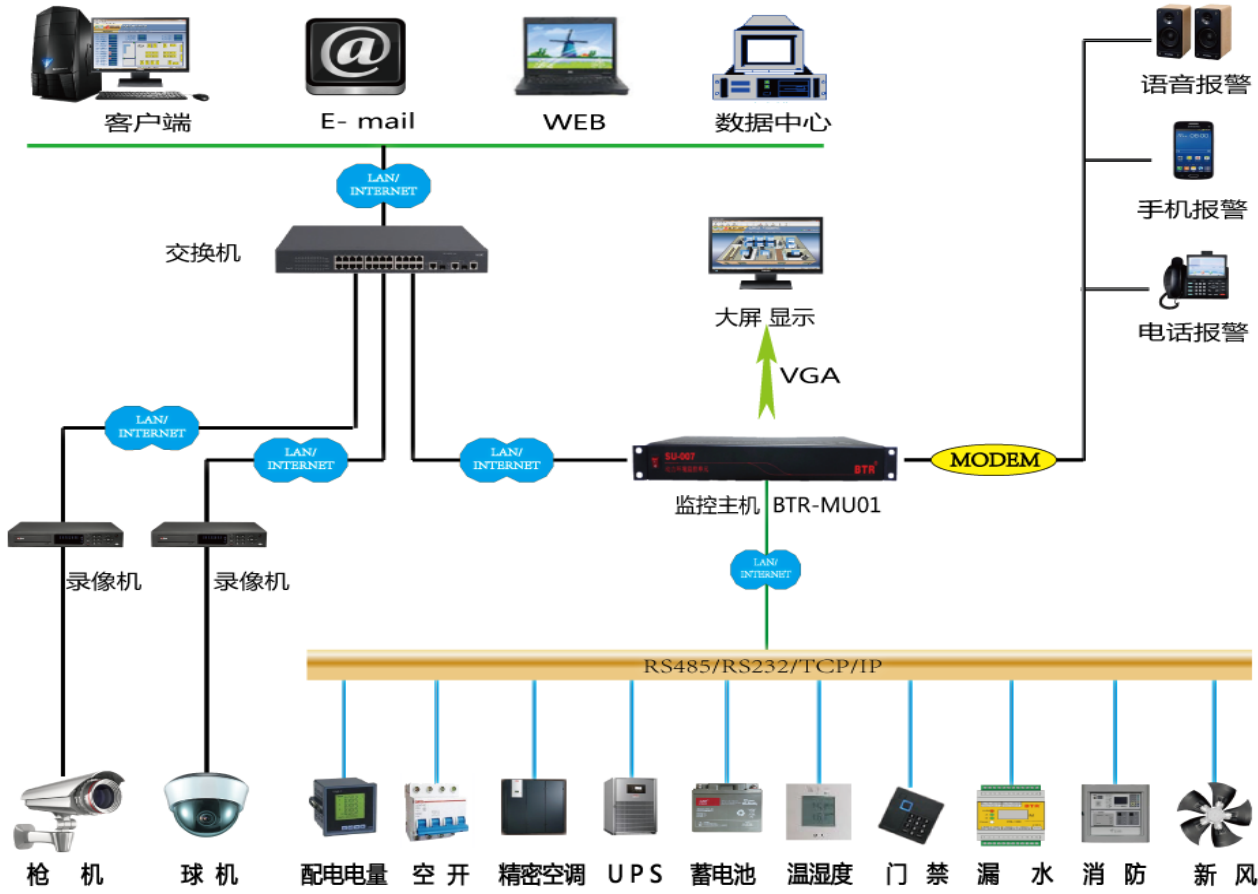 客户端
E- mail
WEB
数据中心
语音报警
LAN/
INTERNET
手机报警
交换机
大屏 显示
电话报警
VGA
LAN/
INTERNET
LAN/
INTERNET
LAN/
INTERNET
SU-007
BTR
MODEM
监控主机 BTR-MU01
录像机
录像机
LAN/
INTERNET
RS485/RS232/TCP/IP
枪 机
球 机
配电电量
空 开
精密空调
UPS
蓄电池
温湿度
门 禁
漏 水
消 防
新 风